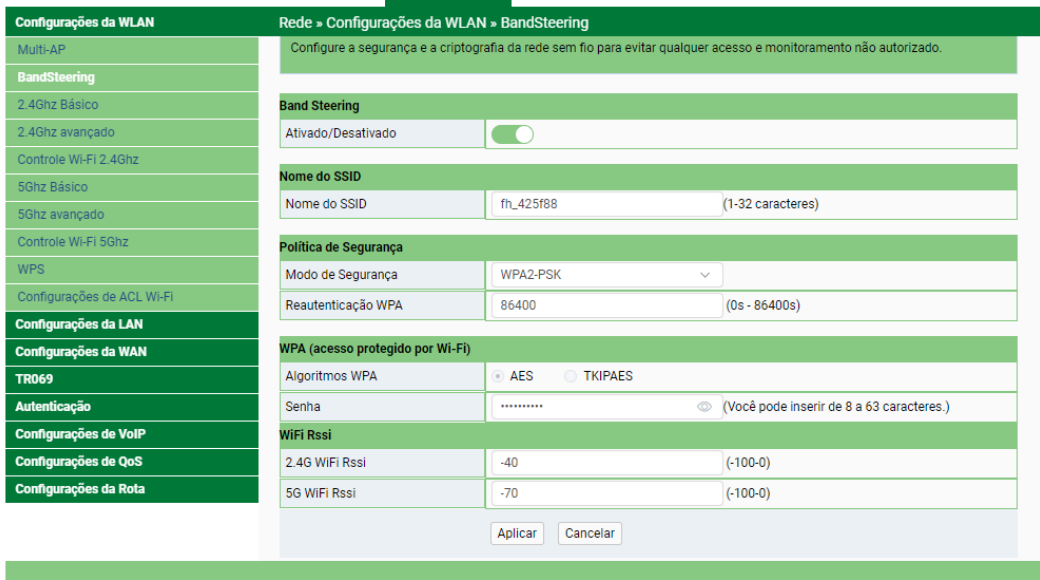 Configurações da WLAN
Multi-AP
BandSteering
2.4Ghz Básico
2.4Ghz avançado
Controle Wi-Fi 2.4Ghz
5Ghz Básico
5Ghz avançado
Controle Wi-Fi 5Ghz
WPS
Configurações de ACL Wi-Fi
Configurações da LAN
Configurações da WAN
TR069
Autenticação
Configurações de VoIP
Configurações de QoS
Configurações da Rota
Rede » Configurações da WLAN » BandSteering
Configure a segurança e a criptografia da rede sem fio para evitar qualquer acesso e monitoramento não autorizado.
Band Steering
Ativado/Desativado
Nome do SSID
Nome do SSID fh_425f88 (1-32 caracteres)
Política de Segurança
Modo de Segurança WPA2-PSK
Reautenticação WPA 86400 (0s - 86400s)
WPA (acesso protegido por Wi-Fi)
Algoritmos WPA AES TKIPAES
Senha •••••••••• (Você pode inserir de 8 a 63 caracteres.)
WiFi Rssi
2.4G WiFi Rssi -40 (-100-0)
5G WiFi Rssi -70 (-100-0)
Aplicar Cancelar